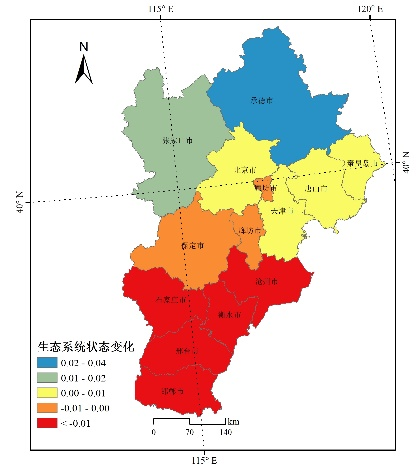 115° E
120° E
N
承德市
张家口市
北京市
秦皇岛市
唐山市
廊坊市
天津市
40° N
40° N
保定市
廊坊市
沧州市
石家庄市
衡水市
邢台市
邯郸市
生态系统状态变化
0.02 - 0.04
0.01 - 0.02
0.00 - 0.01
-0.01 - 0.00
< -0.01
km
0 70 140
115° E